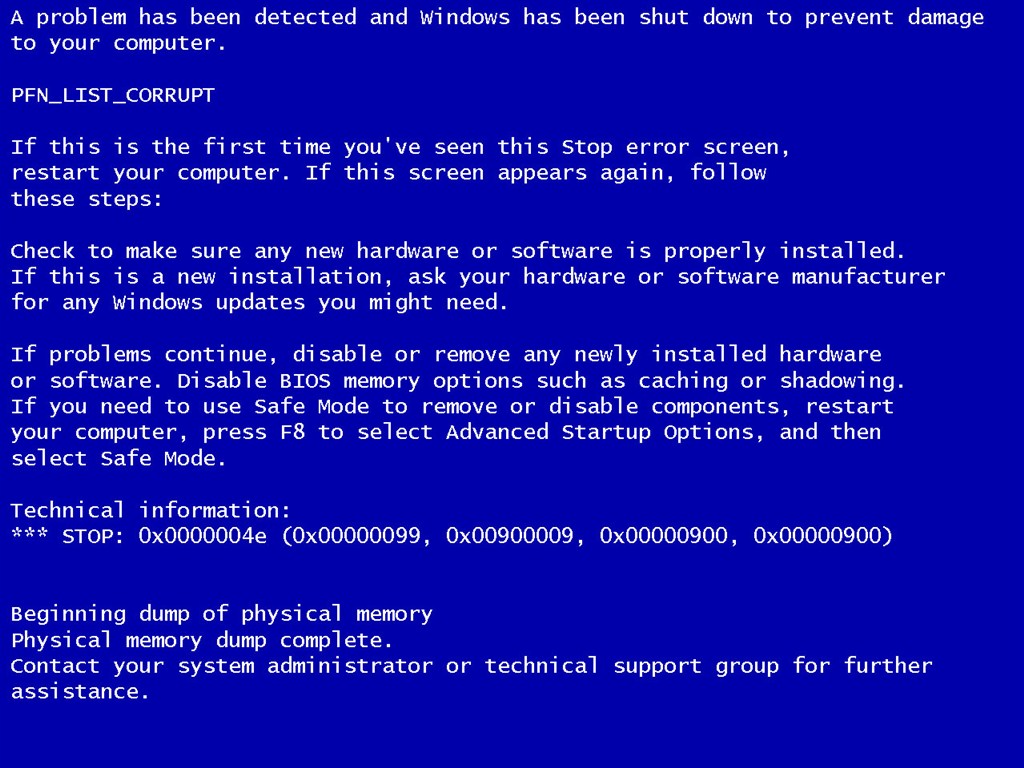 A problem has been detected and Windows has been shut down to prevent damage
to your computer.
PFN_LIST_CORRUPT
If this is the first time you've seen this Stop error screen,
restart your computer. If this screen appears again, follow
these steps:
Check to make sure any new hardware or software is properly installed.
If this is a new installation, ask your hardware or software manufacturer
for any Windows updates you might need.
If problems continue, disable or remove any newly installed hardware
or software. Disable BIOS memory options such as caching or shadowing.
If you need to use Safe Mode to remove or disable components, restart
your computer, press F8 to select Advanced Startup Options, and then
select Safe Mode.
Technical information:
*** STOP: 0x0000004e (0x00000099, 0x00900009, 0x00000900, 0x00000900)
Beginning dump of physical memory
Physical memory dump complete.
Contact your system administrator or technical support group for further
assistance.